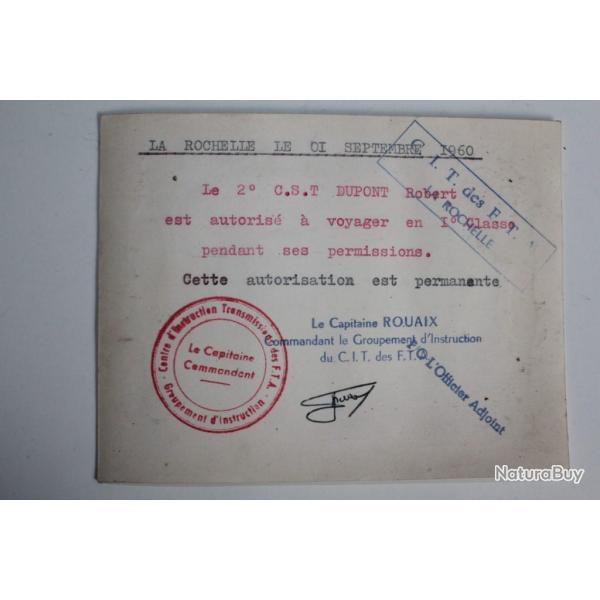 LA ROCHELLE LE OI SEPTEMBRE 1960
C. I. T. des F. T.
LA ROCHELLE
Le 2° C.S.T DUPONT Robert
est autorisé à voyager en I°Classe
pendant ses permissions.
Cette autorisation est permanente
Centre d'Instruction Transmissions des F.T.A.
Le Capitaine
Commandant
Groupement d'Instruction
Le Capitaine ROUAIX
Commandant le Groupement d'Instruction
du C.I.T. des F.T.
L'Officier Adjoint
NaturaBuy